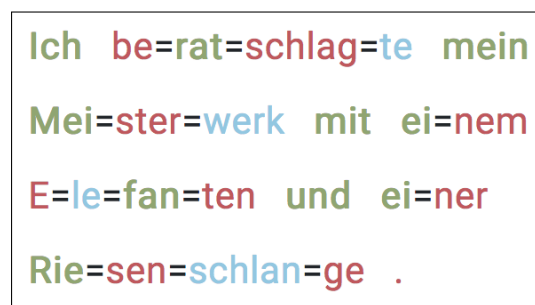 Ich be=rat=schlag=te mein
Mei=ster=werk mit ei=nem
E=le=fan=ten und ei=ner
Rie=sen=schlan=ge .